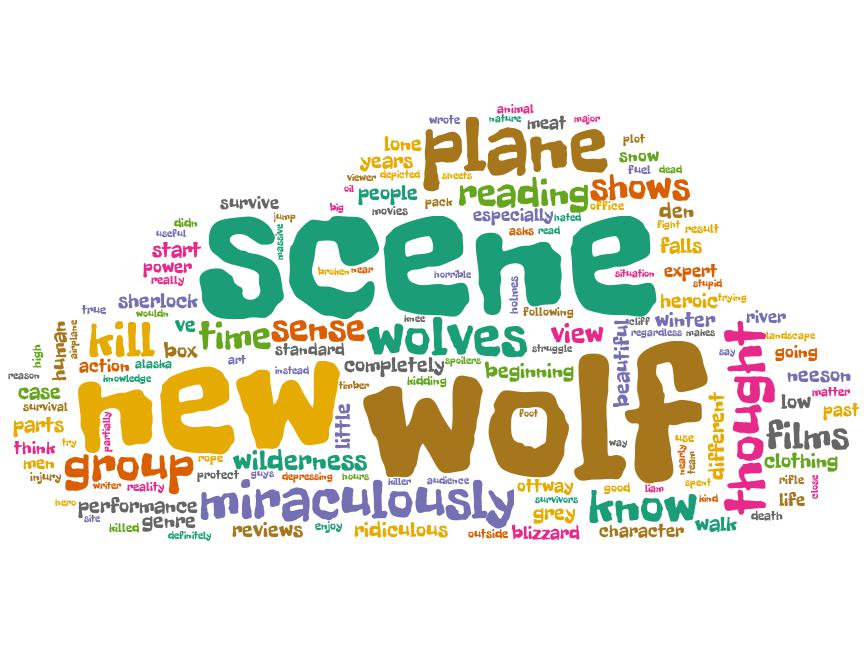 animal
wrote nature meat major
lone plane plot
years snow
viewer depicted sheets fuel dead
oil people reading shows
survive movies pack office
big den
jump especially hated
didn scene fight result
useful massive asks read
start falls
power broken near horrible situation expert
really stupid
true sherlock holmes heroic trying
wouldn knee following
ve time sense wolves view cliff winter river
high airplane human kill box standard struggle beautiful regardless makes landscape
action alaska art completely spoilers say going
reason knowledge instead kidding beginning neeson
case new timber wolf thought matter
survival partially little foot different low past
parts films
think try way use
men group rope wilderness nearly team clothing
injury writer reality protect guys depressing hours killer audience offway good liam spent rifle close
hero performance miraculously survivors know kind life
site genre grey death
killed reviews enjoy ridiculous outside blizzard character walk
definitely